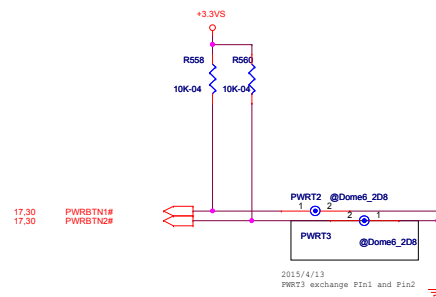 +3.3VS
R558 R560
10K-04 10K-04
PWRT2 @Dome6_2D8
1 2
17,30 PWRBTN1#
17,30 PWRBTN2#
2 1
PWRT3
@Dome6_2D8
2015/4/13
PWRT3 exchange PIn1 and Pin2